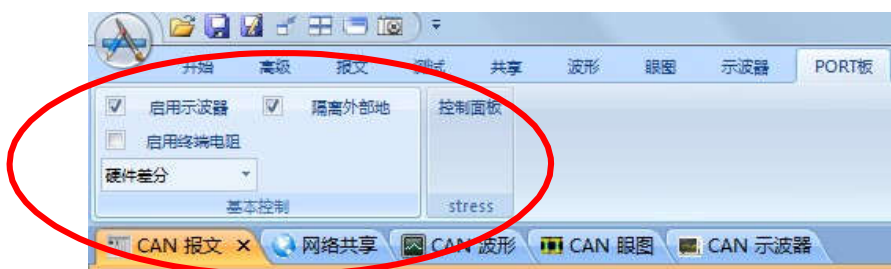 开始 高级 报文 测试 共享 波形 眼图 示波器 PORT板
启用示波器 隔离外部地 控制面板
启用终端电阻
硬件差分
基本控制 stress
CAN 报文 网络共享 CAN 波形 CAN 眼图 CAN 示波器